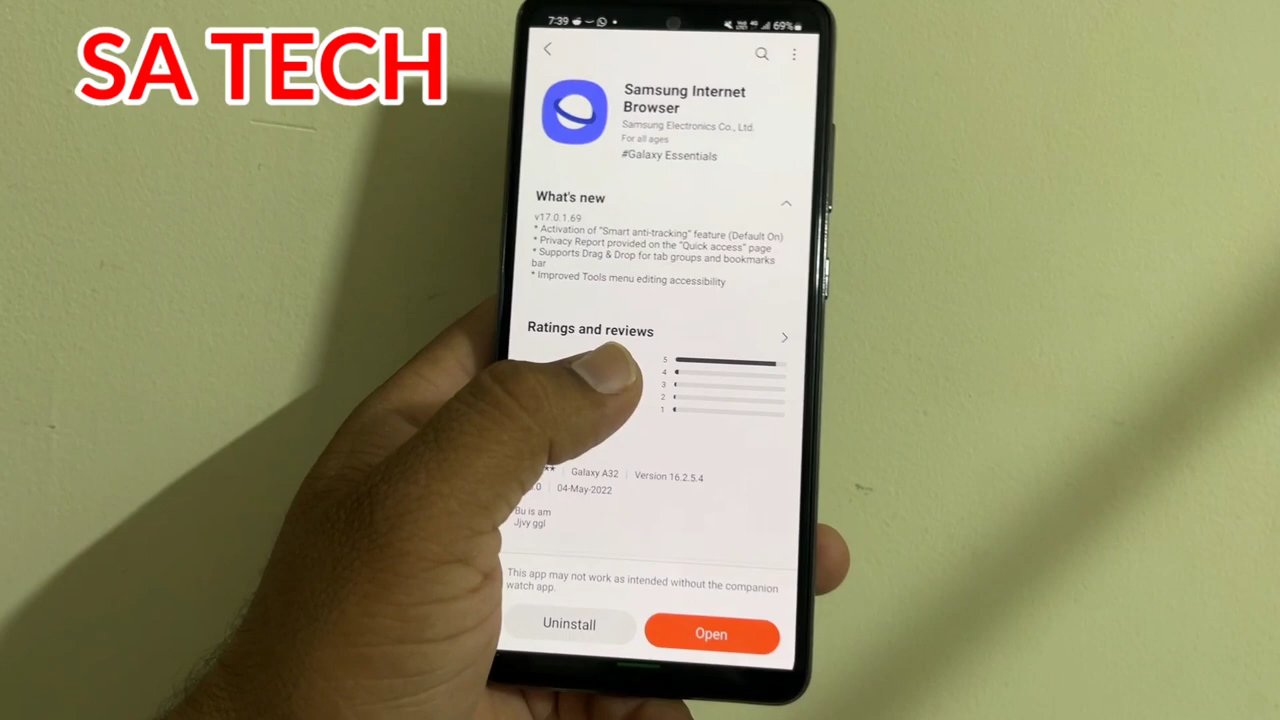 SA TECH
7:39
69%
Samsung Internet
Browser
Samsung Electronics Co., Ltd.
For all ages
#Galaxy Essentials
What's new
v17.0.1.69
* Activation of "Smart anti-tracking" feature (Default On)
* Privacy Report provided on the "Quick access" page
* Supports Drag & Drop for tab groups and bookmarks
bar
* Improved Tools menu editing accessibility
Ratings and reviews
5
4
3
2
1
** Galaxy A32 Version 16.2.5.4
.0 04-May-2022
Bu is am
Jjvy ggl
This app may not work as intended without the companion
watch app.
Uninstall
Open